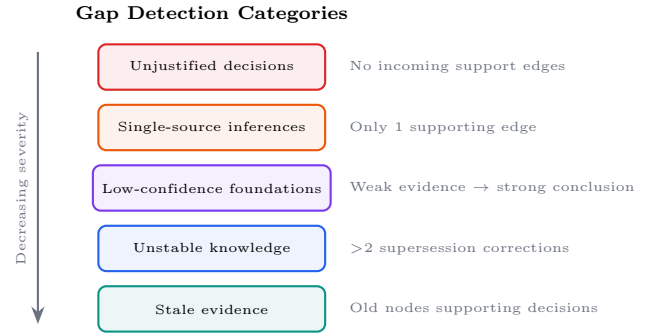 Gap Detection Categories
Unjustified decisions
No incoming support edges
Single-source inferences
Only 1 supporting edge
Low-confidence foundations
Weak evidence → strong conclusion
Unstable knowledge
>2 supersession corrections
Stale evidence
Old nodes supporting decisions
Decreasing severity